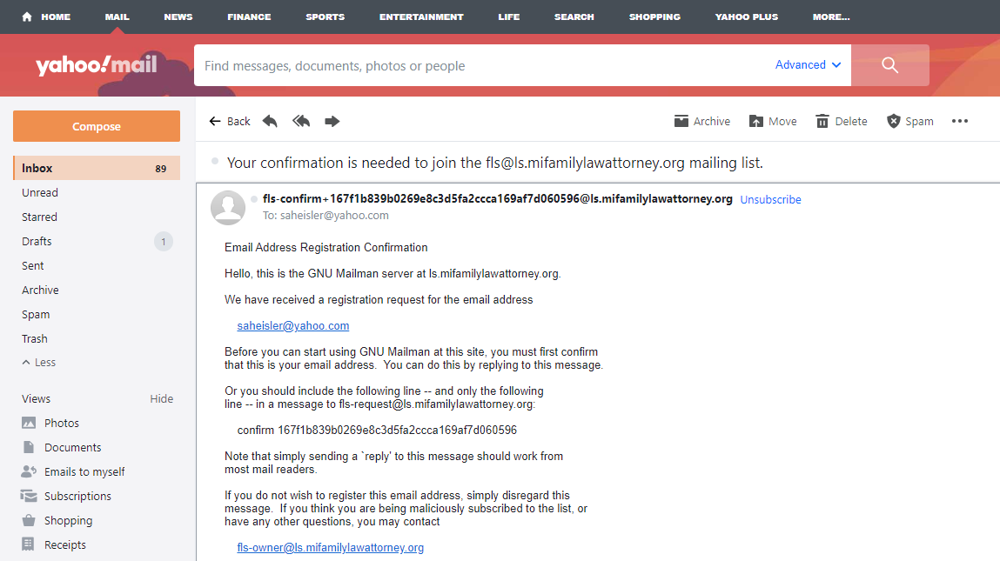 HOME MAIL NEWS FINANCE SPORTS ENTERTAINMENT LIFE SEARCH SHOPPING YAHOO PLUS MORE...
yahoo!mail
Find messages, documents, photos or people
Advanced
Compose
Inbox 89
Unread
Starred
Drafts 1
Sent
Archive
Spam
Trash
Less
Views Hide
Photos
Documents
Emails to myself
Subscriptions
Shopping
Receipts
Back Archive Move Delete Spam
Your confirmation is needed to join the fls@ls.mifamilylawattorney.org mailing list.
fls-confirm+167f1b839b0269e8c3d5fa2ccca169af7d060596@ls.mifamilylawattorney.org Unsubscribe
To: saheisler@yahoo.com
Email Address Registration Confirmation
Hello, this is the GNU Mailman server at ls.mifamilylawattorney.org.
We have received a registration request for the email address
saheisler@yahoo.com
Before you can start using GNU Mailman at this site, you must first confirm
that this is your email address. You can do this by replying to this message.
Or you should include the following line -- and only the following
line -- in a message to fls-request@ls.mifamilylawattorney.org:
confirm 167f1b839b0269e8c3d5fa2ccca169af7d060596
Note that simply sending a `reply' to this message should work from
most mail readers.
If you do not wish to register this email address, simply disregard this
message. If you think you are being maliciously subscribed to the list, or
have any other questions, you may contact
fls-owner@ls.mifamilylawattorney.org